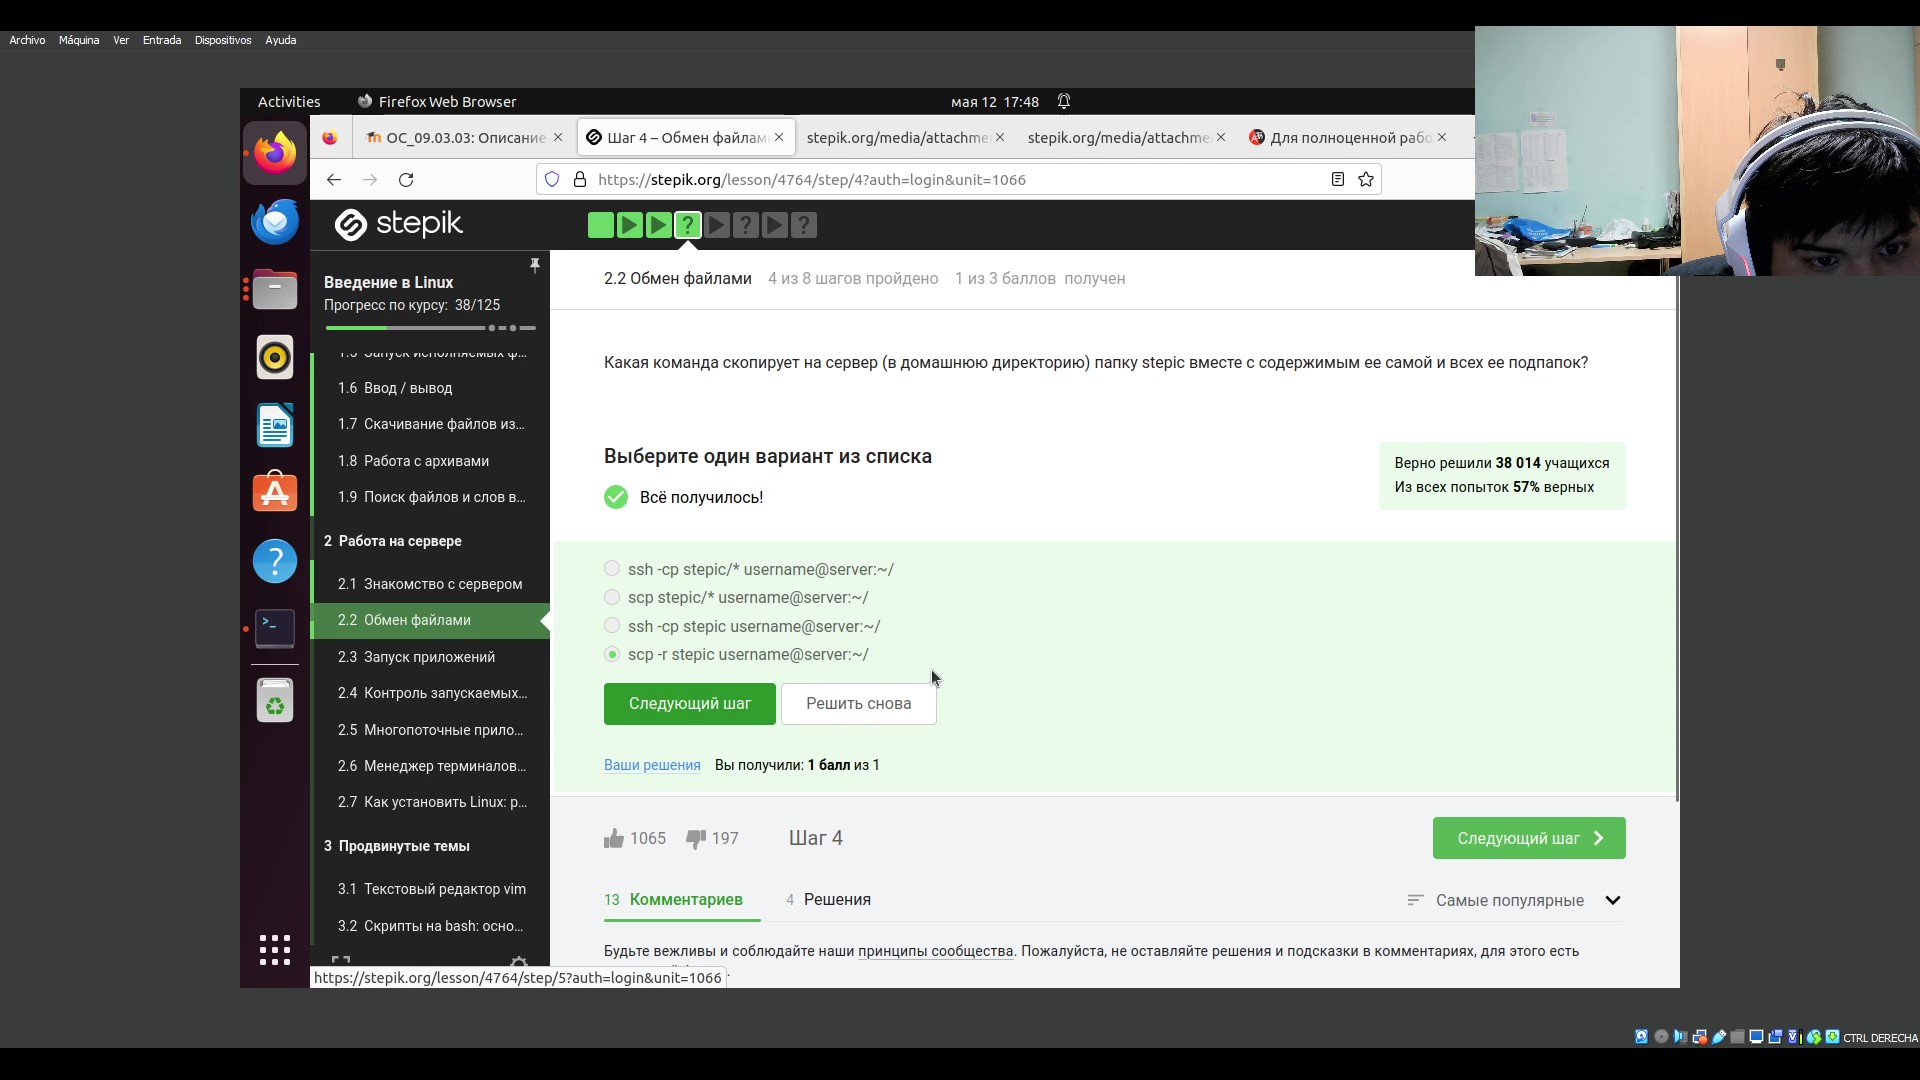 Archivo Máquina Ver Entrada Dispositivos Ayuda
Activities Firefox Web Browser мая 12 17:48
ОС_09.03.03: Описание Шаг 4 – Обмен файлам stepik.org/media/attachme stepik.org/media/attachme Для полноценной рабо
https://stepik.org/lesson/4764/step/4?auth=login&unit=1066
stepik
Введение в Linux
Прогресс по курсу: 38/125
1.6 Ввод / вывод
1.7 Скачивание файлов из...
1.8 Работа с архивами
1.9 Поиск файлов и слов в...
2 Работа на сервере
2.1 Знакомство с сервером
2.2 Обмен файлами
2.3 Запуск приложений
2.4 Контроль запускаемых...
2.5 Многопоточные прило...
2.6 Менеджер терминалов...
2.7 Как установить Linux: р...
3 Продвинутые темы
3.1 Текстовый редактор vim
3.2 Скрипты на bash: осно...
2.2 Обмен файлами 4 из 8 шагов пройдено 1 из 3 баллов получен
Какая команда скопирует на сервер (в домашнюю директорию) папку stepic вместе с содержимым ее самой и всех ее подпапок?
Выберите один вариант из списка
Всё получилось!
Верно решили 38 014 учащихся
Из всех попыток 57% верных
ssh -cp stepic/* username@server:~/
scp stepic/* username@server:~/
ssh -cp stepic username@server:~/
scp -r stepic username@server:~/
Следующий шаг Решить снова
Ваши решения Вы получили: 1 балл из 1
1065 197 Шаг 4 Следующий шаг
13 Комментариев 4 Решения Самые популярные
Будьте вежливы и соблюдайте наши принципы сообщества. Пожалуйста, не оставляйте решения и подсказки в комментариях, для этого есть
https://stepik.org/lesson/4764/step/5?auth=login&unit=1066
CTRL DERECHA